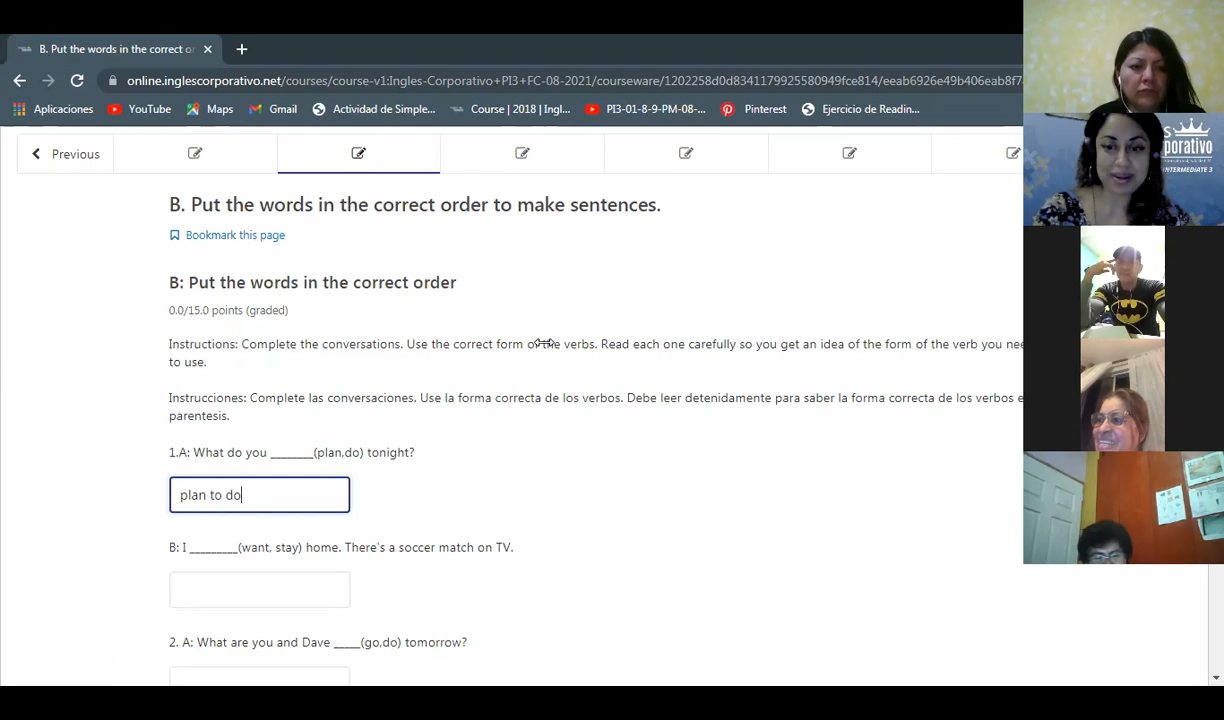 B. Put the words in the correct or
online.inglescorporativo.net/courses/course-v1:Ingles-Corporativo+PI3+FC-08-2021/courseware/1202258d0d8341179925580949fce814/eeab6926e49b406eab8f7
Aplicaciones YouTube Maps Gmail Actividad de Simple... Course | 2018 | Ingl... PI3-01-8-9-PM-08-... Pinterest Ejercicio de Readin...
Previous
B. Put the words in the correct order to make sentences.
Bookmark this page
B: Put the words in the correct order
0.0/15.0 points (graded)
Instructions: Complete the conversations. Use the correct form of the verbs. Read each one carefully so you get an idea of the form of the verb you nee
to use.
Instrucciones: Complete las conversaciones. Use la forma correcta de los verbos. Debe leer detenidamente para saber la forma correcta de los verbos e
parentesis.
1.A: What do you ________(plan,do) tonight?
plan to do
B: I _________(want, stay) home. There's a soccer match on TV.
2. A: What are you and Dave _____(go,do) tomorrow?
S
porativo
INTERMEDIATE 3